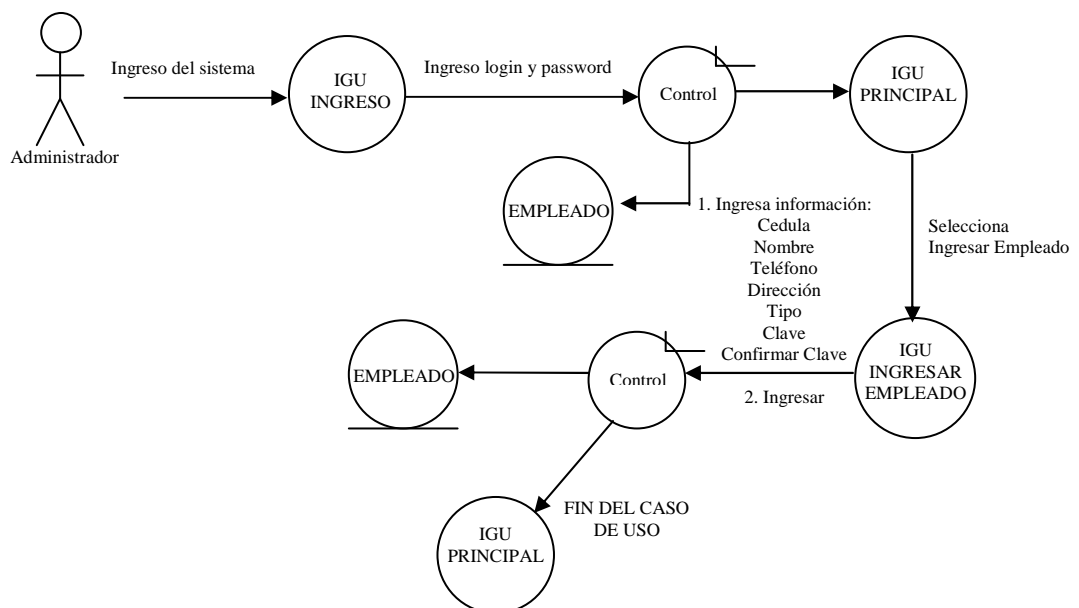 Administrador
Ingreso del sistema
IGU
INGRESO
Ingreso login y password
Control
IGU
PRINCIPAL
EMPLEADO
1. Ingresa información:
Cedula
Nombre
Teléfono
Dirección
Tipo
Clave
Confirmar Clave
Selecciona
Ingresar Empleado
IGU
INGRESAR
EMPLEADO
2. Ingresar
Control
EMPLEADO
FIN DEL CASO
DE USO
IGU
PRINCIPAL